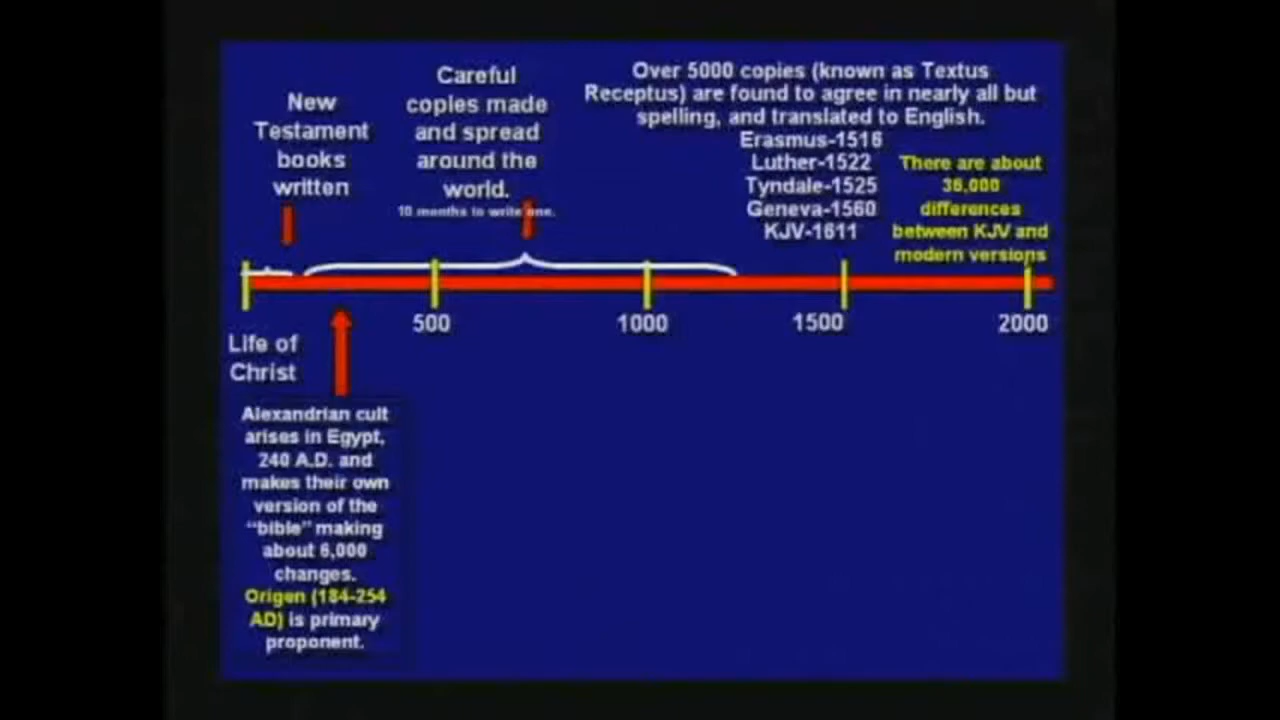 New
Testament
books
written
Careful
copies made
and spread
around the
world.
10 months to write one.
Over 5000 copies (known as Textus
Receptus) are found to agree in nearly all but
spelling, and translated to English.
Erasmus-1516
Luther-1522
Tyndale-1525
Geneva-1560
KJV-1611
There are about
36,000
differences
between KJV and
modern versions
500
1000
1500
2000
Life of
Christ
Alexandrian cult
arises in Egypt,
240 A.D. and
makes their own
version of the
"bible" making
about 6,000
changes.
Origen (184-254
AD) is primary
proponent.